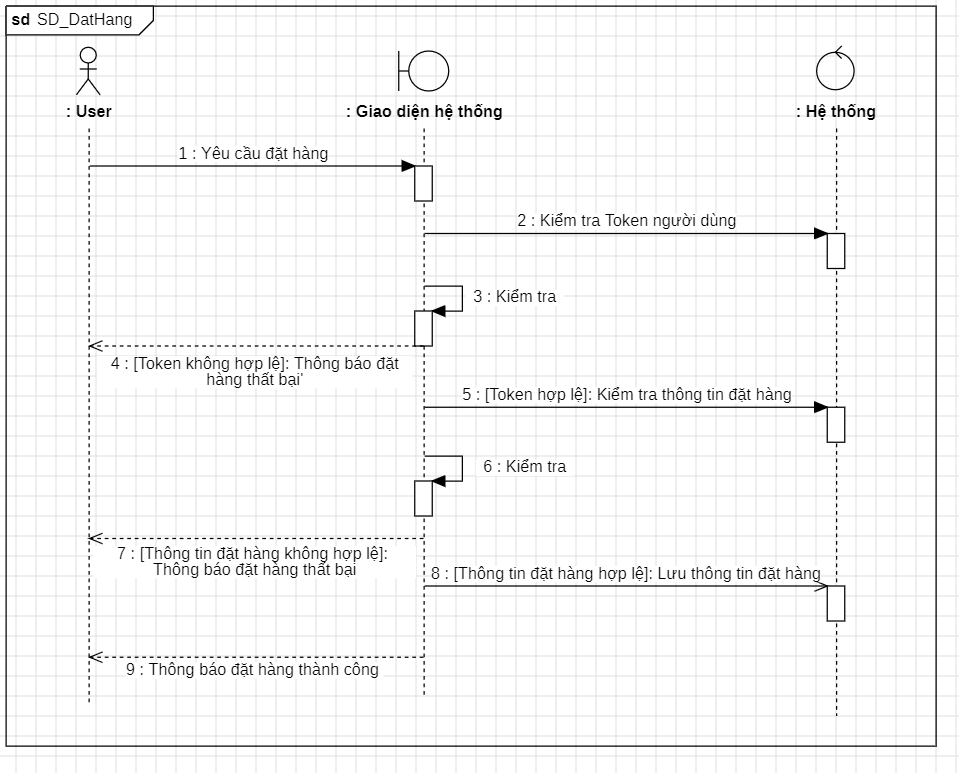 sd SD_DatHang
: User
: Giao diện hệ thống
: Hệ thống
1 : Yêu cầu đặt hàng
2 : Kiểm tra Token người dùng
3 : Kiểm tra
4 : [Token không hợp lệ]: Thông báo đặt
hàng thất bại'
5 : [Token hợp lệ]: Kiểm tra thông tin đặt hàng
6 : Kiểm tra
7 : [Thông tin đặt hàng không hợp lệ]:
Thông báo đặt hàng thất bại
8 : [Thông tin đặt hàng hợp lệ]: Lưu thông tin đặt hàng
9 : Thông báo đặt hàng thành công